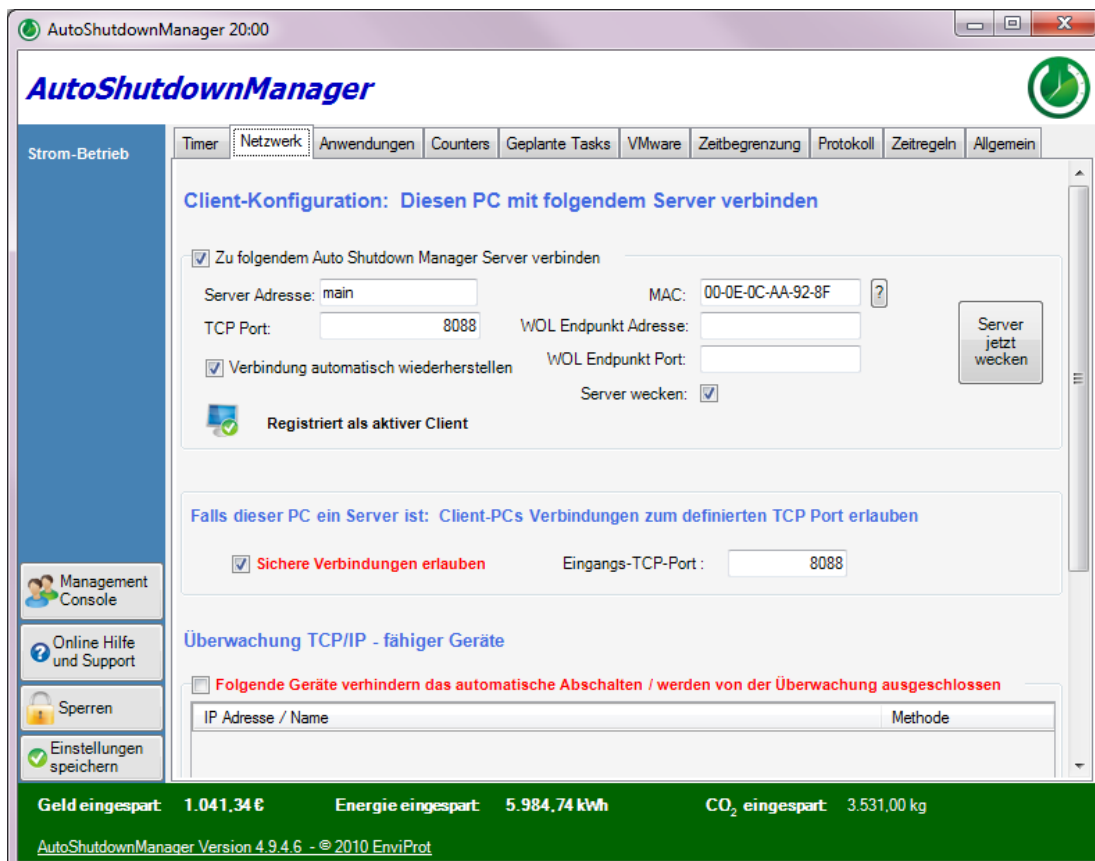 AutoShutdownManager 20:00
AutoShutdownManager
Strom-Betrieb
Timer Netzwerk Anwendungen Counters Geplante Tasks VMware Zeitbegrenzung Protokoll Zeitregeln Allgemein
Client-Konfiguration: Diesen PC mit folgendem Server verbinden
Zu folgendem Auto Shutdown Manager Server verbinden
Server Adresse: main MAC: 00-0E-0C-AA-92-8F ?
TCP Port: 8088 WOL Endpunkt Adresse:
Server jetzt wecken
Verbindung automatisch wiederherstellen WOL Endpunkt Port:
Server wecken:
Registriert als aktiver Client
Falls dieser PC ein Server ist: Client-PCs Verbindungen zum definierten TCP Port erlauben
Sichere Verbindungen erlauben Eingangs-TCP-Port : 8088
Überwachung TCP/IP - fähiger Geräte
Folgende Geräte verhindern das automatische Abschalten / werden von der Überwachung ausgeschlossen
IP Adresse / Name Methode
Management
Console
Online Hilfe
und Support
Sperren
Einstellungen
speichern
Geld eingespart: 1.041,34 € Energie eingespart: 5.984,74 kWh CO2 eingespart: 3.531,00 kg
AutoShutdownManager Version 4.9.4.6 - © 2010 EnviProt